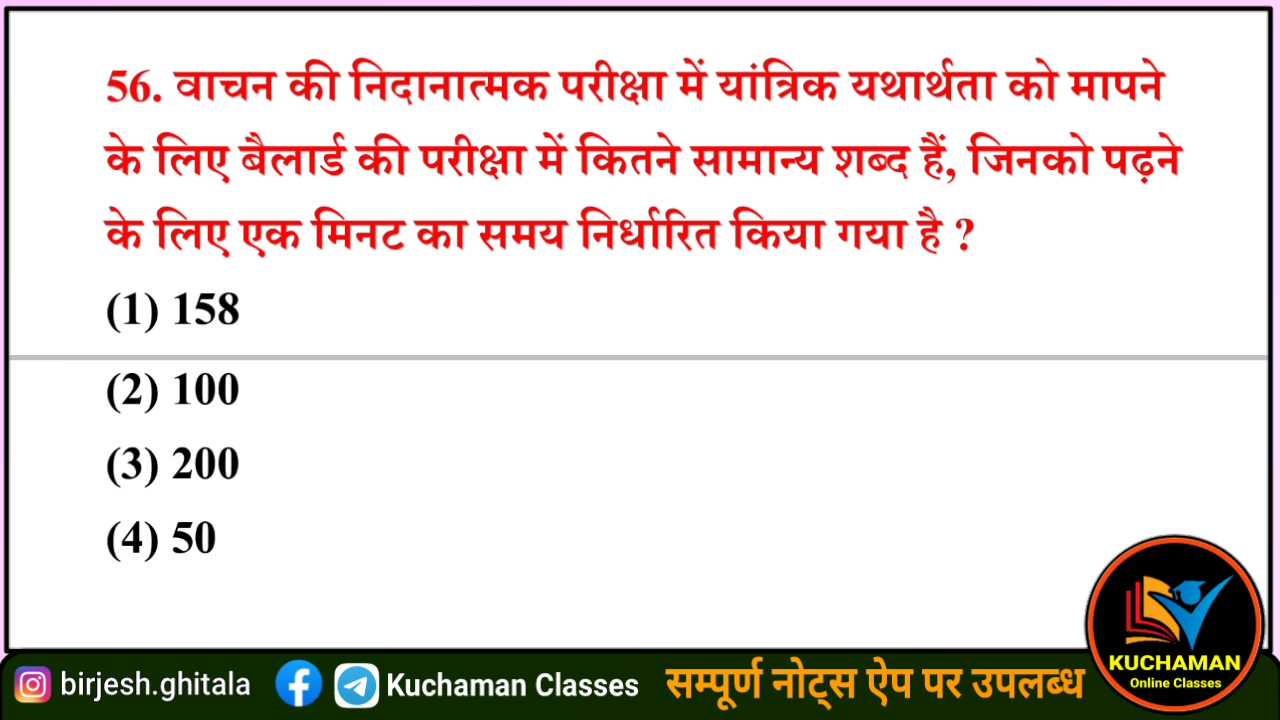 56. वाचन की निदानात्मक परीक्षा में यांत्रिक यथार्थता को मापने
के लिए बैलार्ड की परीक्षा में कितने सामान्य शब्द हैं, जिनको पढ़ने
के लिए एक मिनट का समय निर्धारित किया गया है ?
(1) 158
(2) 100
(3) 200
(4) 50
KUCHAMAN
Online Classes
birjesh.ghitala
Kuchaman Classes
सम्पूर्ण नोट्स ऐप पर उपलब्ध